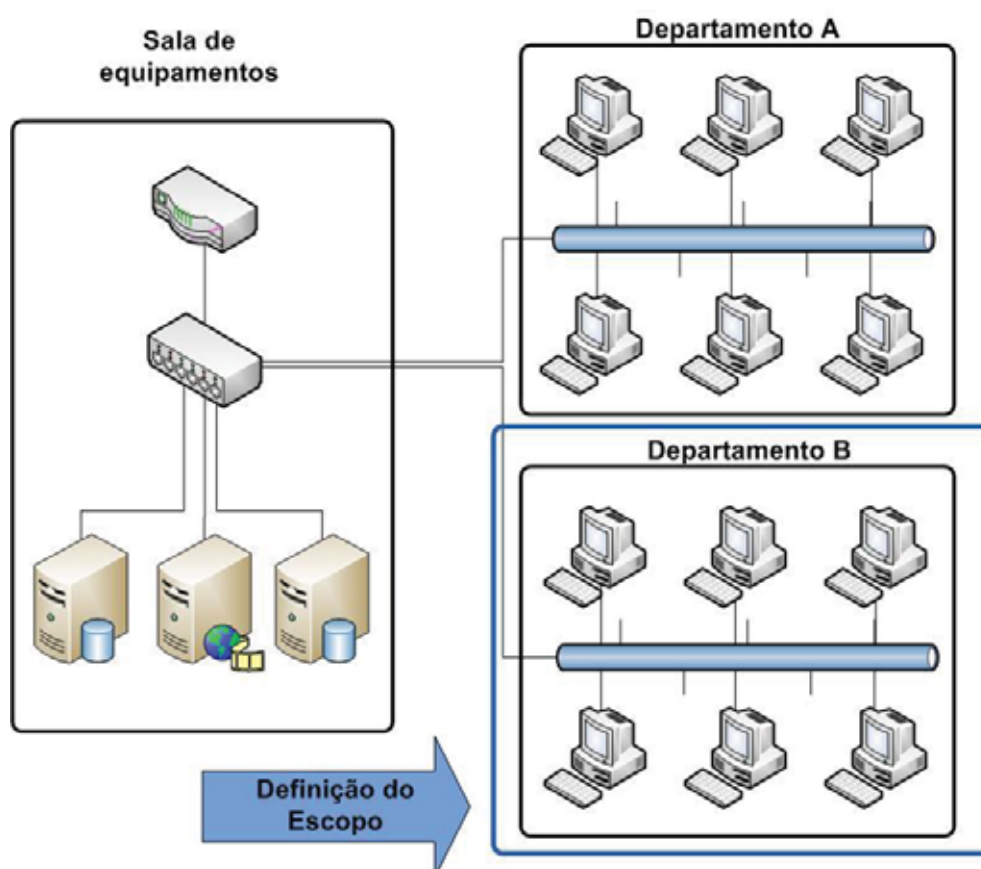 Sala de
equipamentos
Departamento A
Departamento B
Definição do
Escopo